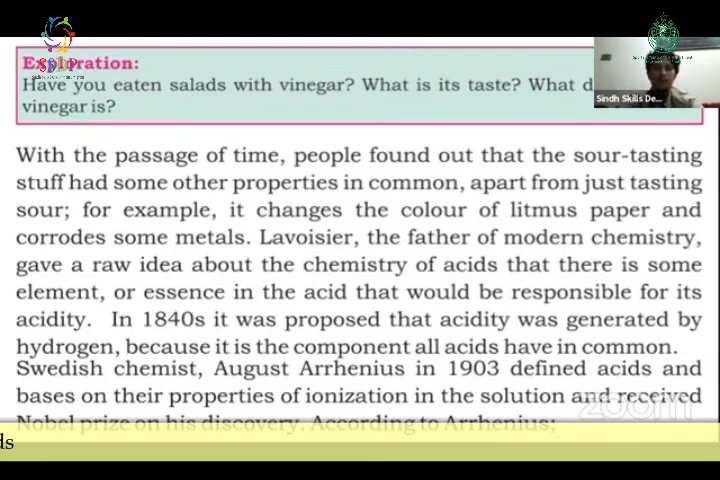 Exploration:
Have you eaten salads with vinegar? What is its taste? What d
vinegar is?
SSDP
Sindh Skills De...
With the passage of time, people found out that the sour-tasting
stuff had some other properties in common, apart from just tasting
sour; for example, it changes the colour of litmus paper and
corrodes some metals. Lavoisier, the father of modern chemistry,
gave a raw idea about the chemistry of acids that there is some
element, or essence in the acid that would be responsible for its
acidity. In 1840s it was proposed that acidity was generated by
hydrogen, because it is the component all acids have in common.
Swedish chemist, August Arrhenius in 1903 defined acids and
bases on their properties of ionization in the solution and received
zoom
Nobel prize on his discovery. According to Arrhenius;
ds